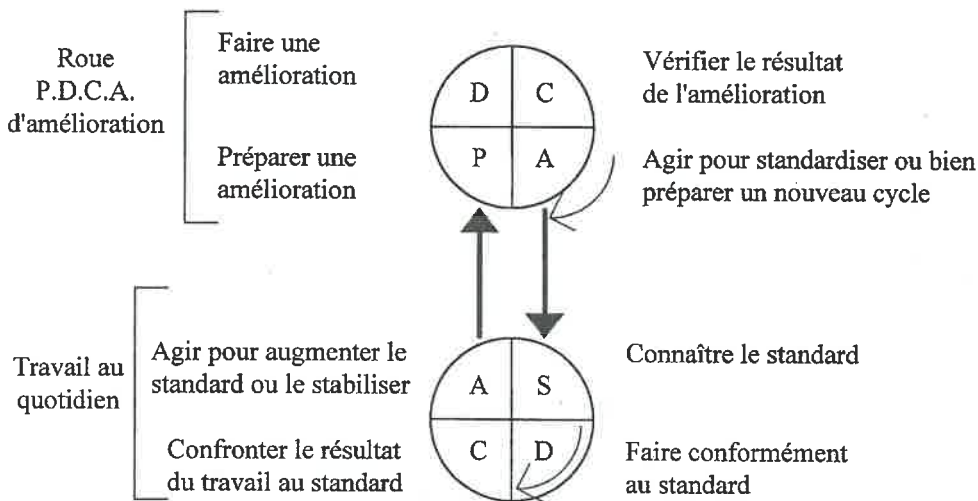 Roue
P.D.C.A.
d'amélioration
Faire une
amélioration
Préparer une
amélioration
D
C
P
A
Vérifier le résultat
de l'amélioration
Agir pour standardiser ou bien
préparer un nouveau cycle
Travail au
quotidien
Agir pour augmenter le
standard ou le stabiliser
Confronter le résultat
du travail au standard
A
S
C
D
Connaître le standard
Faire conformément
au standard